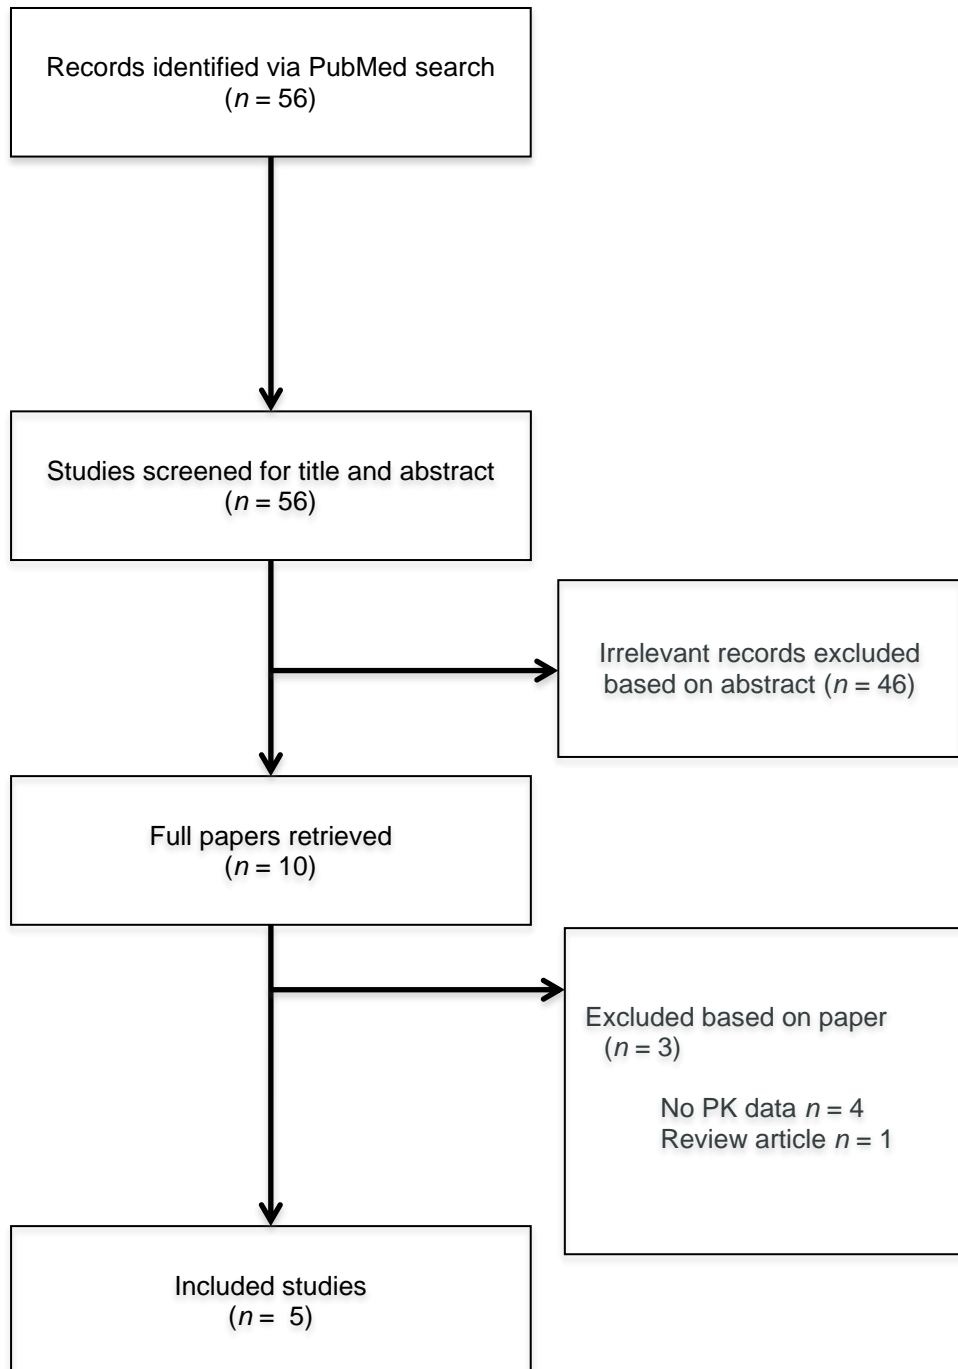 Records identified via PubMed search
(n = 56)
Studies screened for title and abstract
(n = 56)
Irrelevant records excluded
based on abstract (n = 46)
Full papers retrieved
(n = 10)
Excluded based on paper
(n = 3)
No PK data n = 4
Review article n = 1
Included studies
(n = 5)